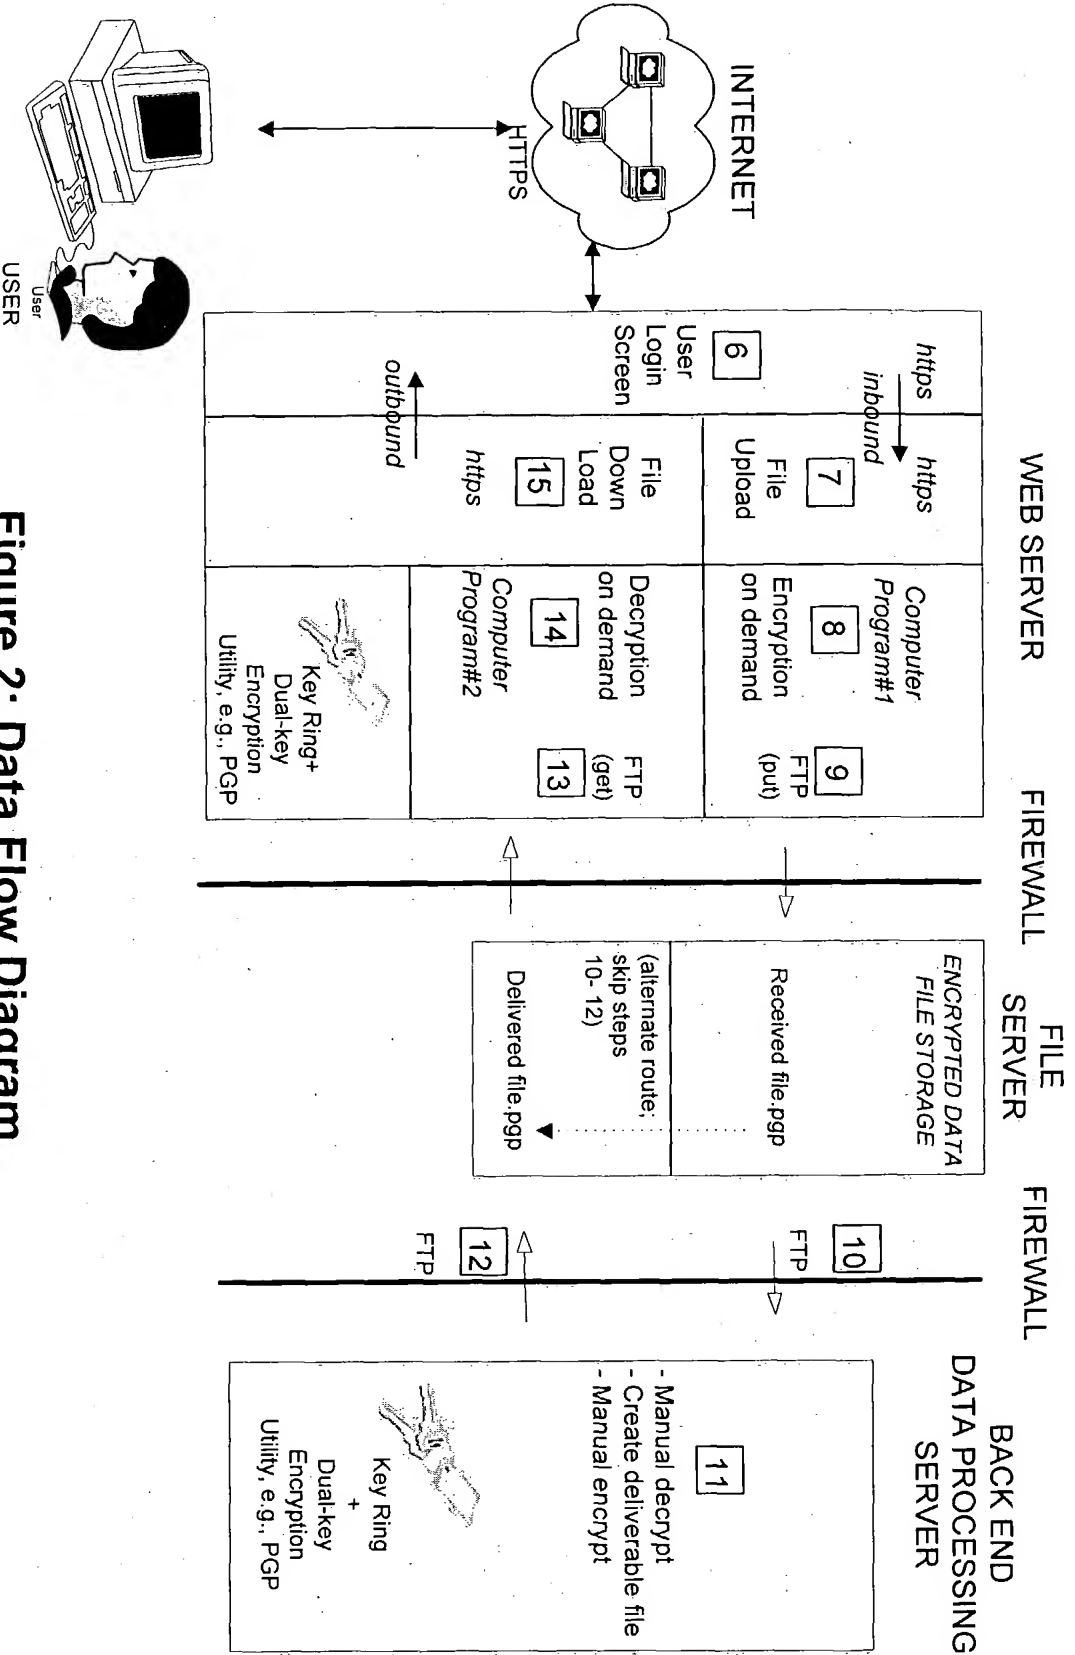 INTERNET
HTTPS
User
USER
WEB SERVER
https
inbound
https
6
User
Login
Screen
outbound
7
File
Upload
File
Down
Load
15
https
Computer
Program#1
8
Encryption
on demand
9
FTP
(put)
Decryption
on demand
14
Computer
Program#2
FTP
(get)
13
Key Ring+
Dual-key
Encryption
Utility, e.g., PGP
FIREWALL
FILE
SERVER
ENCRYPTED DATA
FILE STORAGE
Received file.pgp
(alternate route;
skip steps
10- 12)
Delivered file.pgp
FIREWALL
10
FTP
12
FTP
BACK END
DATA PROCESSING
SERVER
11
- Manual decrypt
- Create deliverable file
- Manual encrypt
Key Ring
+
Dual-key
Encryption
Utility, e.g., PGP
Figure 2: Data Flow Diagram